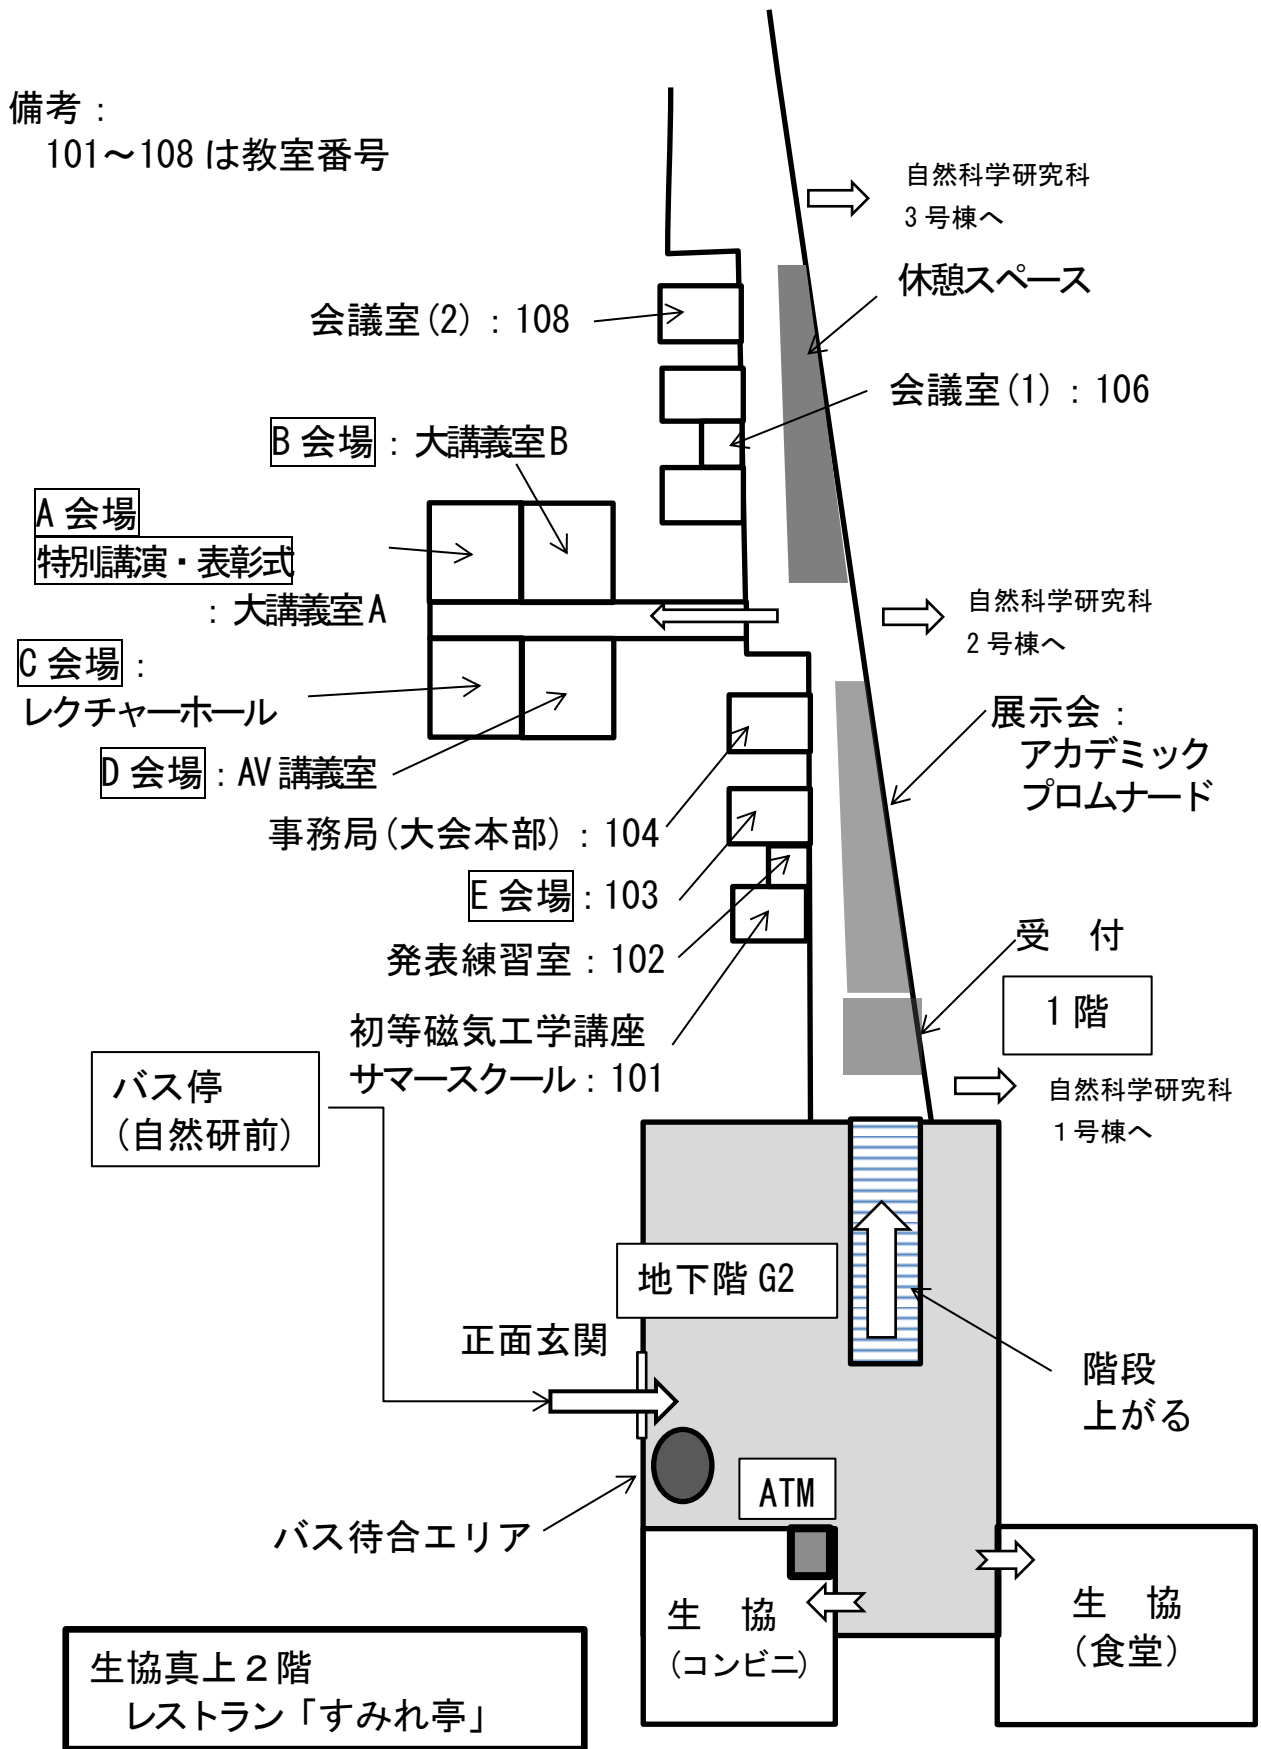 備考：
101～108 は教室番号
自然科学研究科
3 号棟へ
休憩スペース
会議室(2)：108
会議室(1)：106
B 会場：大講義室 B
A 会場
特別講演・表彰式
：大講義室 A
自然科学研究科
2 号棟へ
C 会場：
レクチャーホール
展示会：
アカデミック
プロムナード
D 会場：AV 講義室
事務局(大会本部)：104
E 会場：103
受　付
発表練習室：102
1 階
初等磁気工学講座
サマースクール：101
バス停
(自然研前)
自然科学研究科
１号棟へ
地下階 G2
正面玄関
階段
上がる
ATM
バス待合エリア
生　協
(コンビニ)
生　協
(食堂)
生協真上２階
レストラン「すみれ亭」